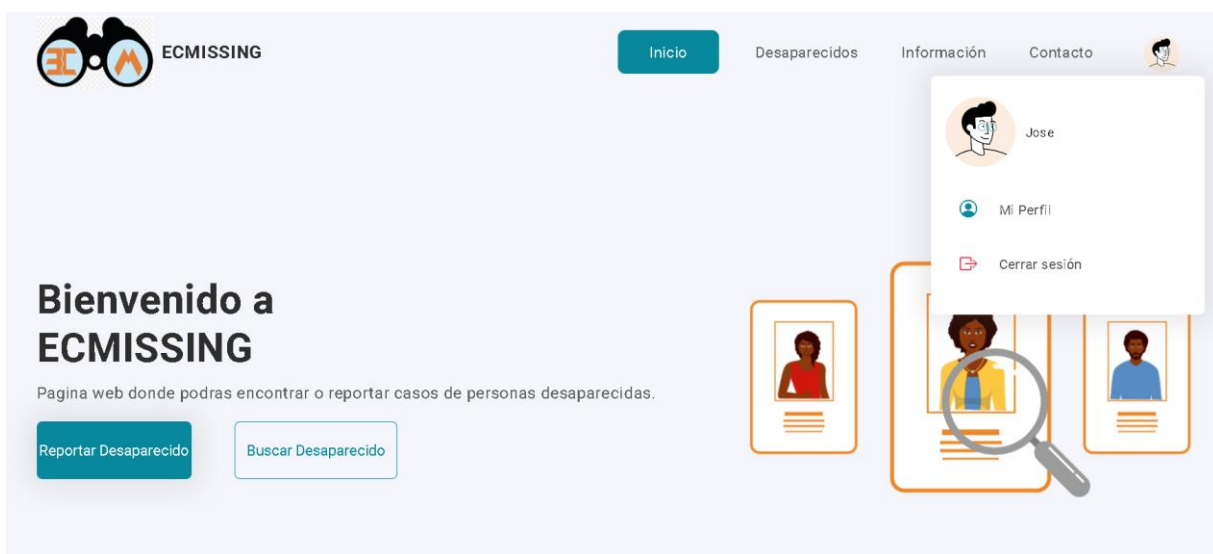 ECMISSING
Inicio
Desaparecidos
Información
Contacto
Jose
Mi Perfil
Cerrar sesión
Bienvenido a
ECMISSING
Pagina web donde podras encontrar o reportar casos de personas desaparecidas.
Reportar Desaparecido
Buscar Desaparecido